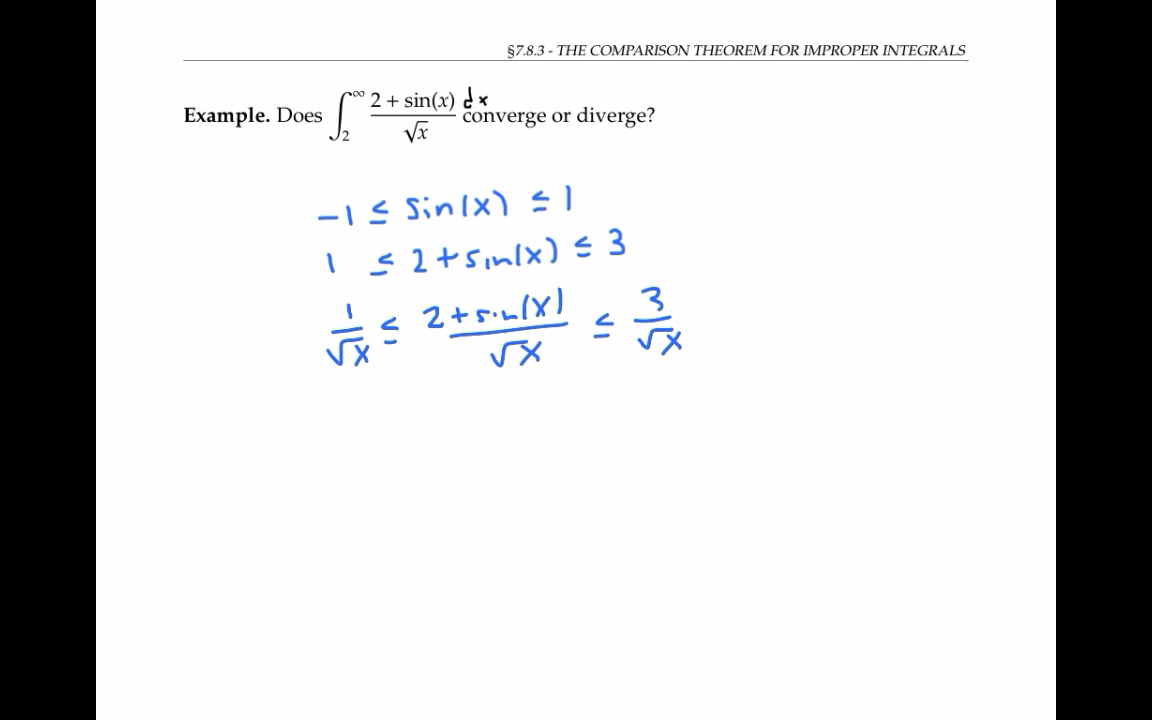 §7.8.3 - THE COMPARISON THEOREM FOR IMPROPER INTEGRALS
Example. Does ∫₂^∞ (2 + sin(x))/√x dx converge or diverge?
-1 ≤ sin(x) ≤ 1
1 ≤ 2 + sin(x) ≤ 3
1/√x ≤ (2 + sin(x))/√x ≤ 3/√x